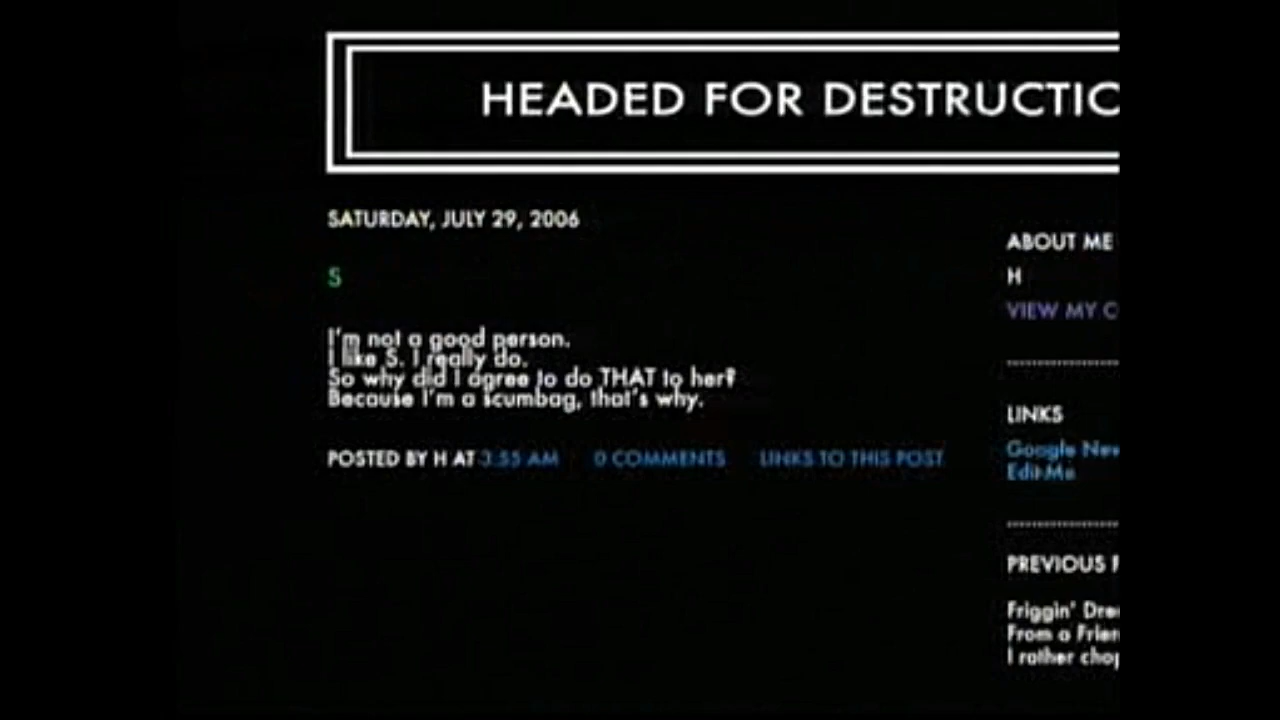 HEADED FOR DESTRUCTIO
SATURDAY, JULY 29, 2006
S
I'm not a good person.
I like S. I really do.
So why did I agree to do THAT to her?
Because I'm a scumbag, that's why.
POSTED BY H AT 3:55 AM 0 COMMENTS LINKS TO THIS POST
ABOUT ME
H
VIEW MY C
LINKS
Google New
Edit-Me
PREVIOUS P
Friggin' Dre
From a Frien
I rather chop